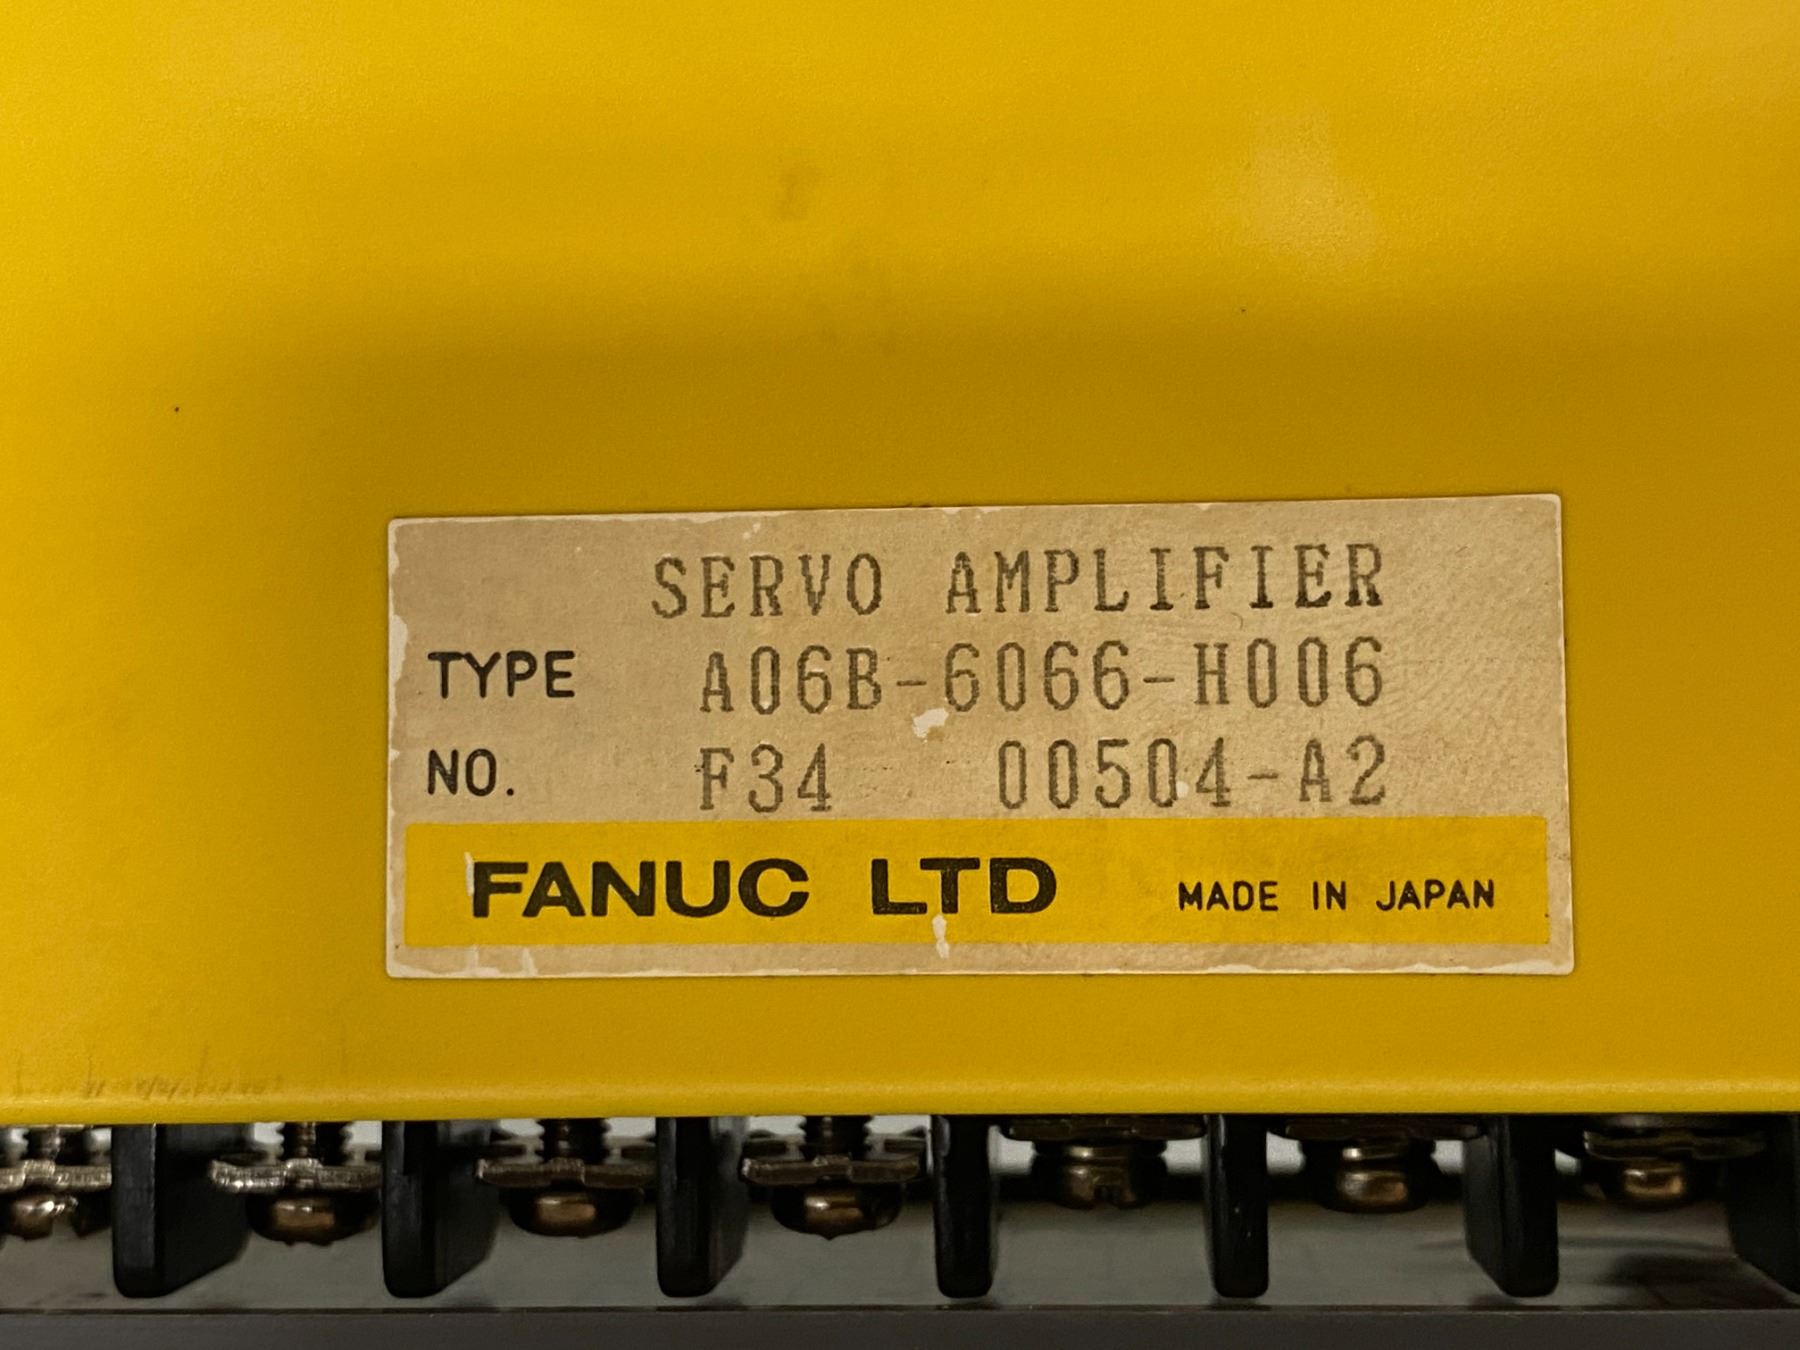 SERVO AMPLIFIER
TYPE A06B-6066-H006
NO. F34 00504-A2
FANUC LTD MADE IN JAPAN